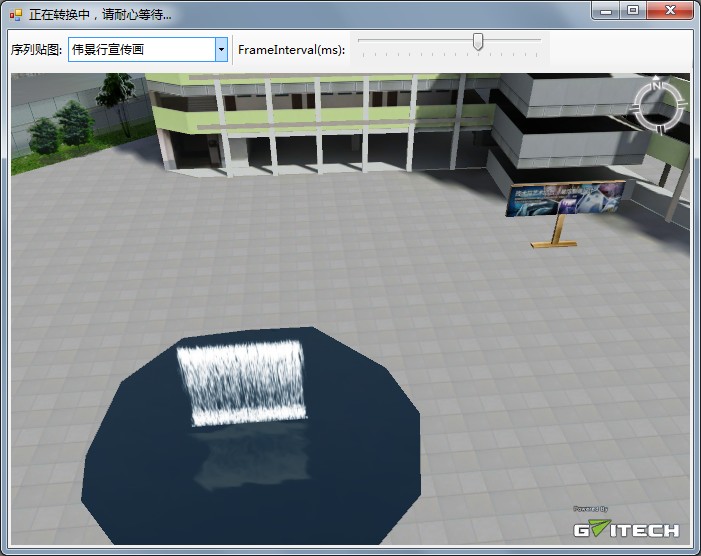 正在转换中，请耐心等待...
序列贴图:
伟景行宣传画
FrameInterval(ms):
N
Powered By
GVITECH